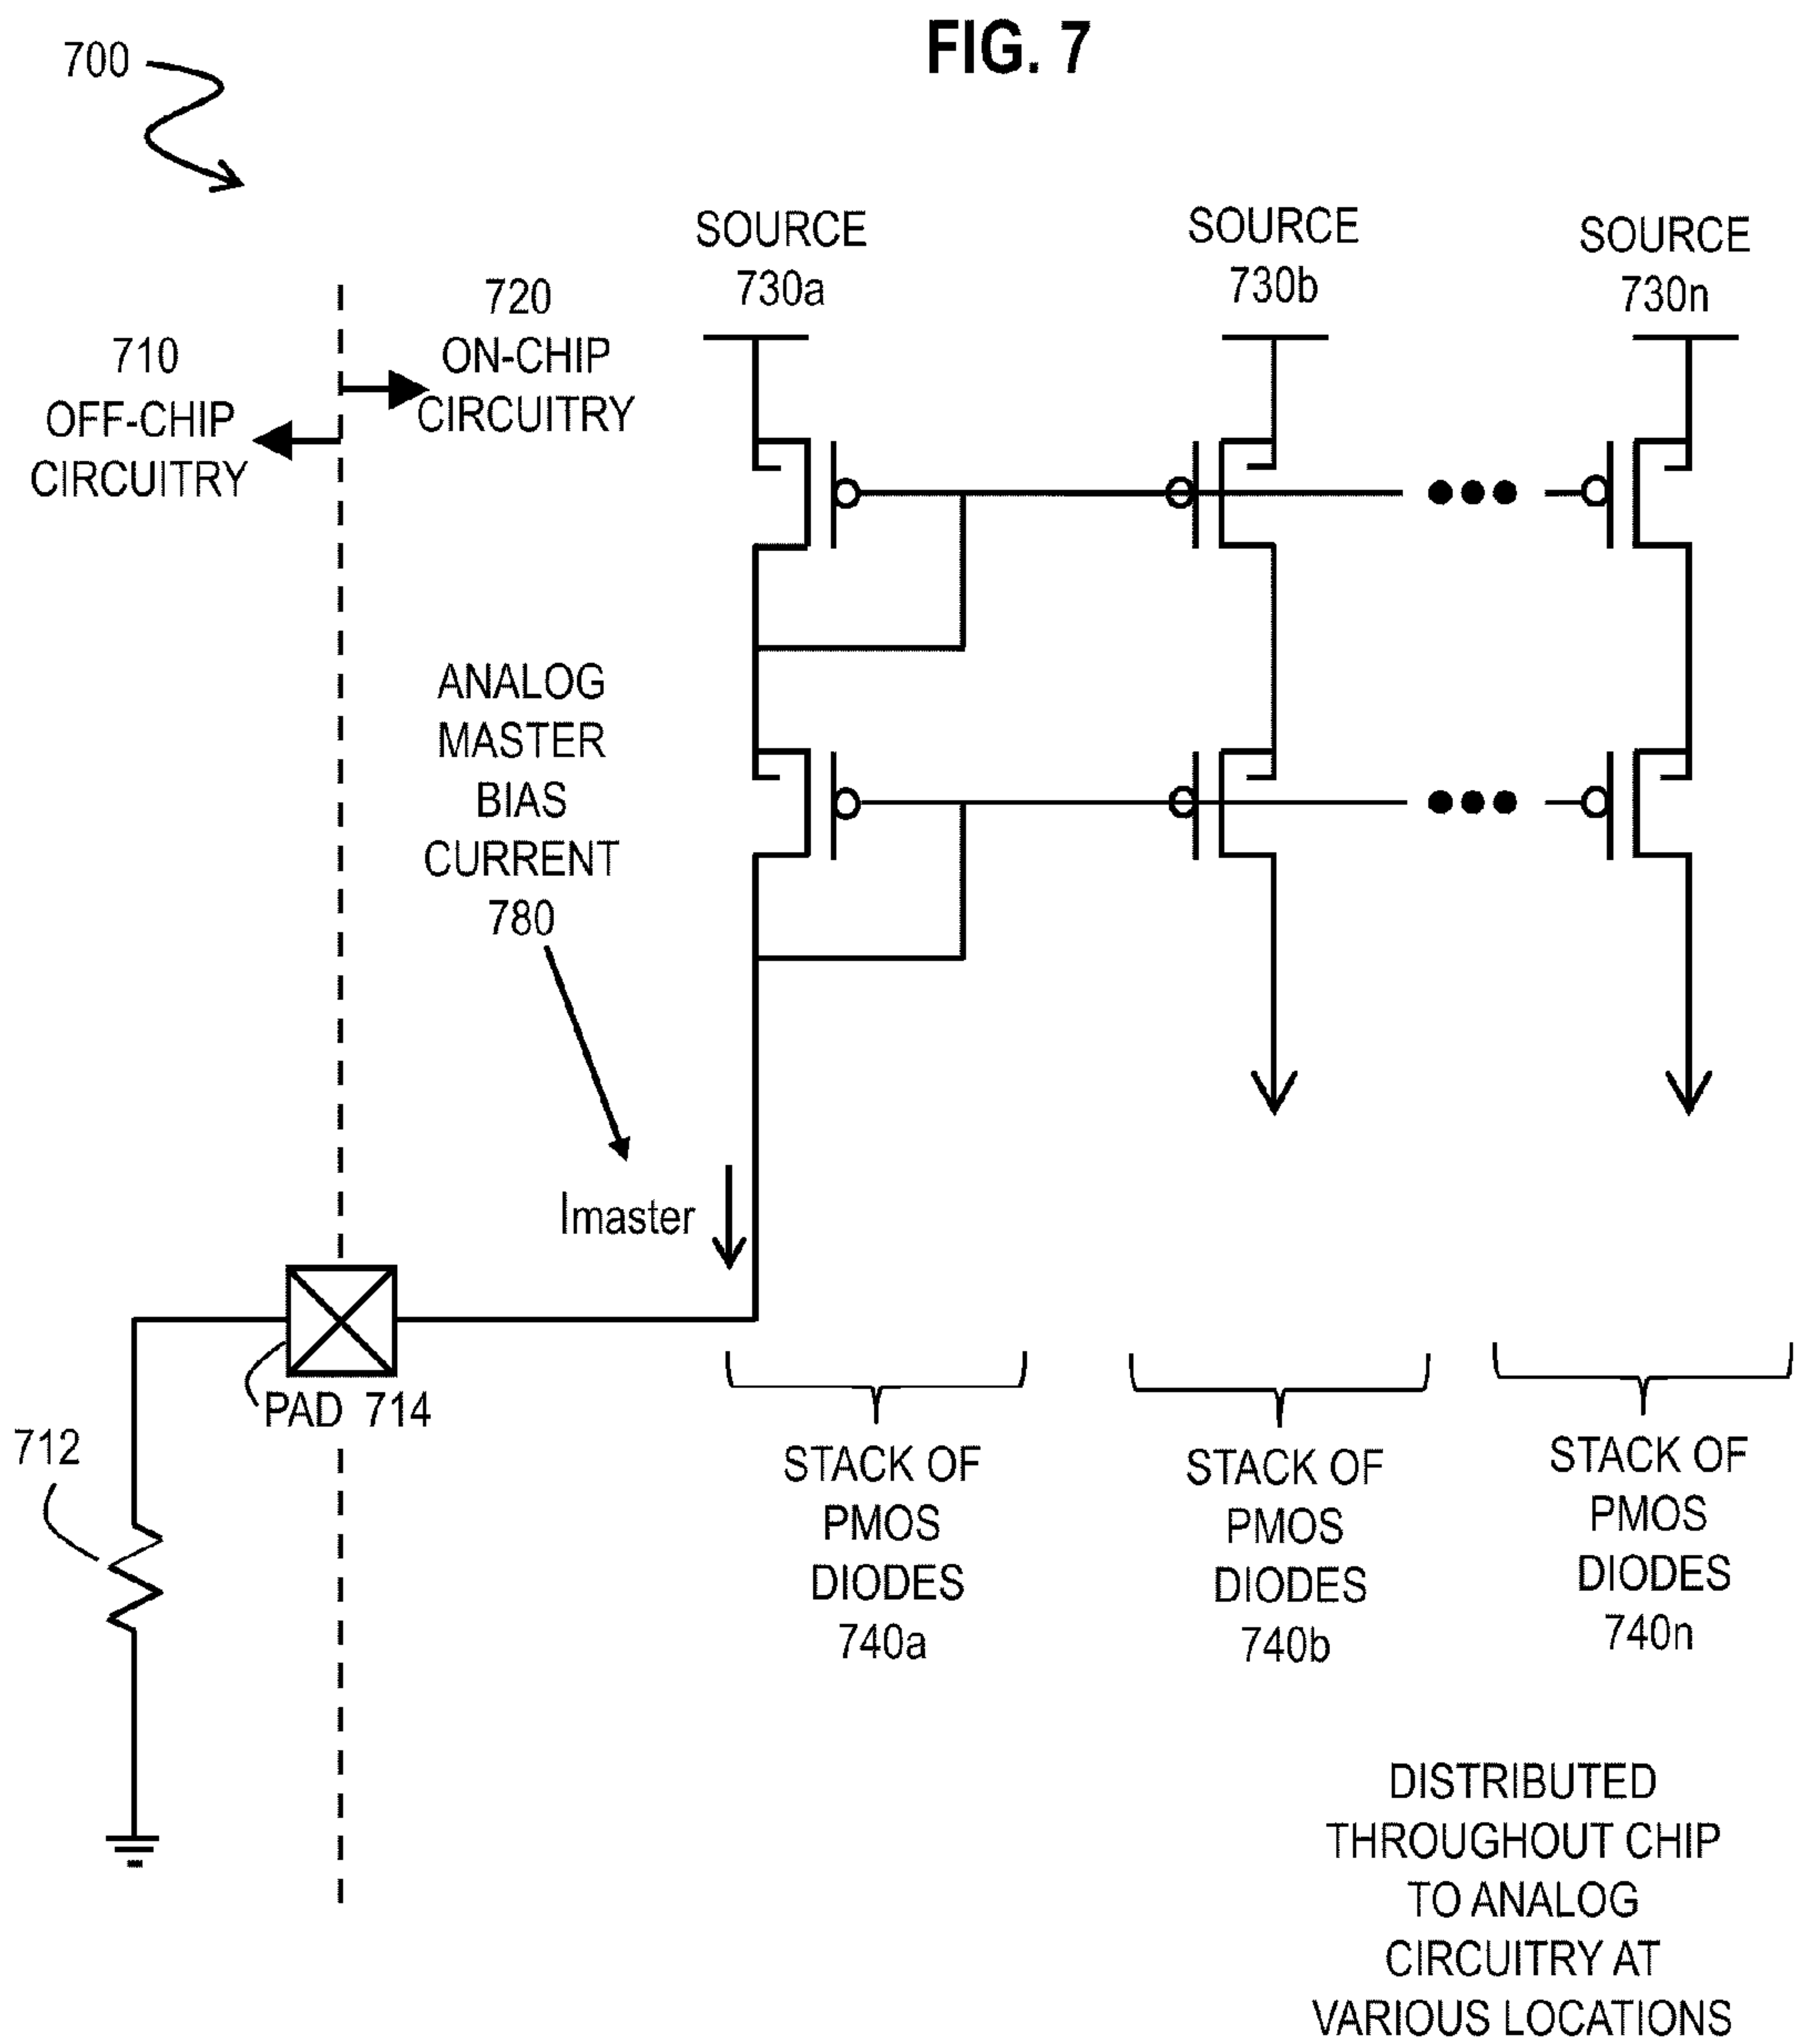 FIG. 7
700
SOURCE
730a
SOURCE
730b
SOURCE
730n
720
ON-CHIP
CIRCUITRY
710
OFF-CHIP
CIRCUITRY
ANALOG
MASTER
BIAS
CURRENT
780
Imaster
PAD 714
712
STACK OF
PMOS
DIODES
740a
STACK OF
PMOS
DIODES
740b
STACK OF
PMOS
DIODES
740n
DISTRIBUTED
THROUGHOUT CHIP
TO ANALOG
CIRCUITRY AT
VARIOUS LOCATIONS